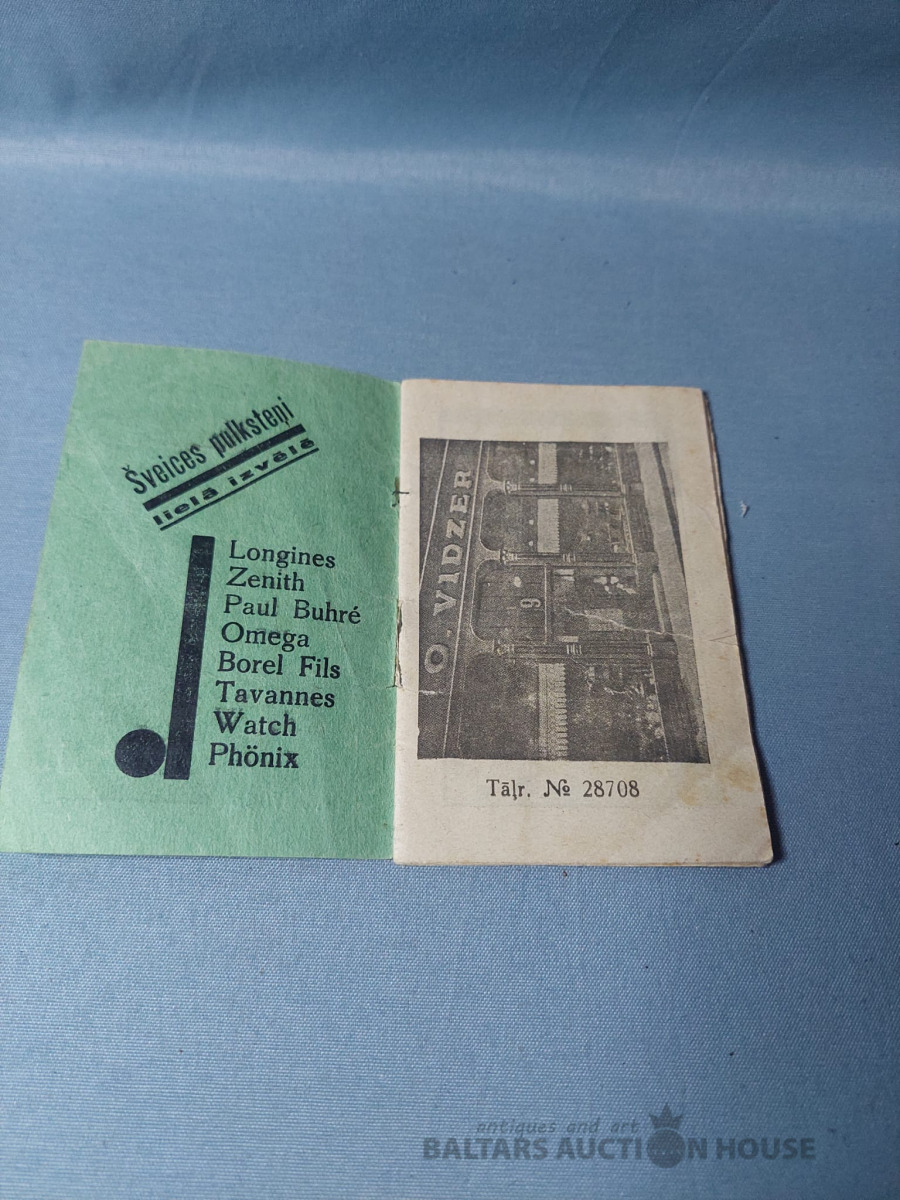 Šveices pulksteņi
lielā izvēlē
Longines
Zenith
Paul Buhré
Omega
Borel Fils
Tavannes
Watch
Phönix
O. VIDZER
9
Tāļr. № 28708
antiques and art
BALTARS AUCTION HOUSE